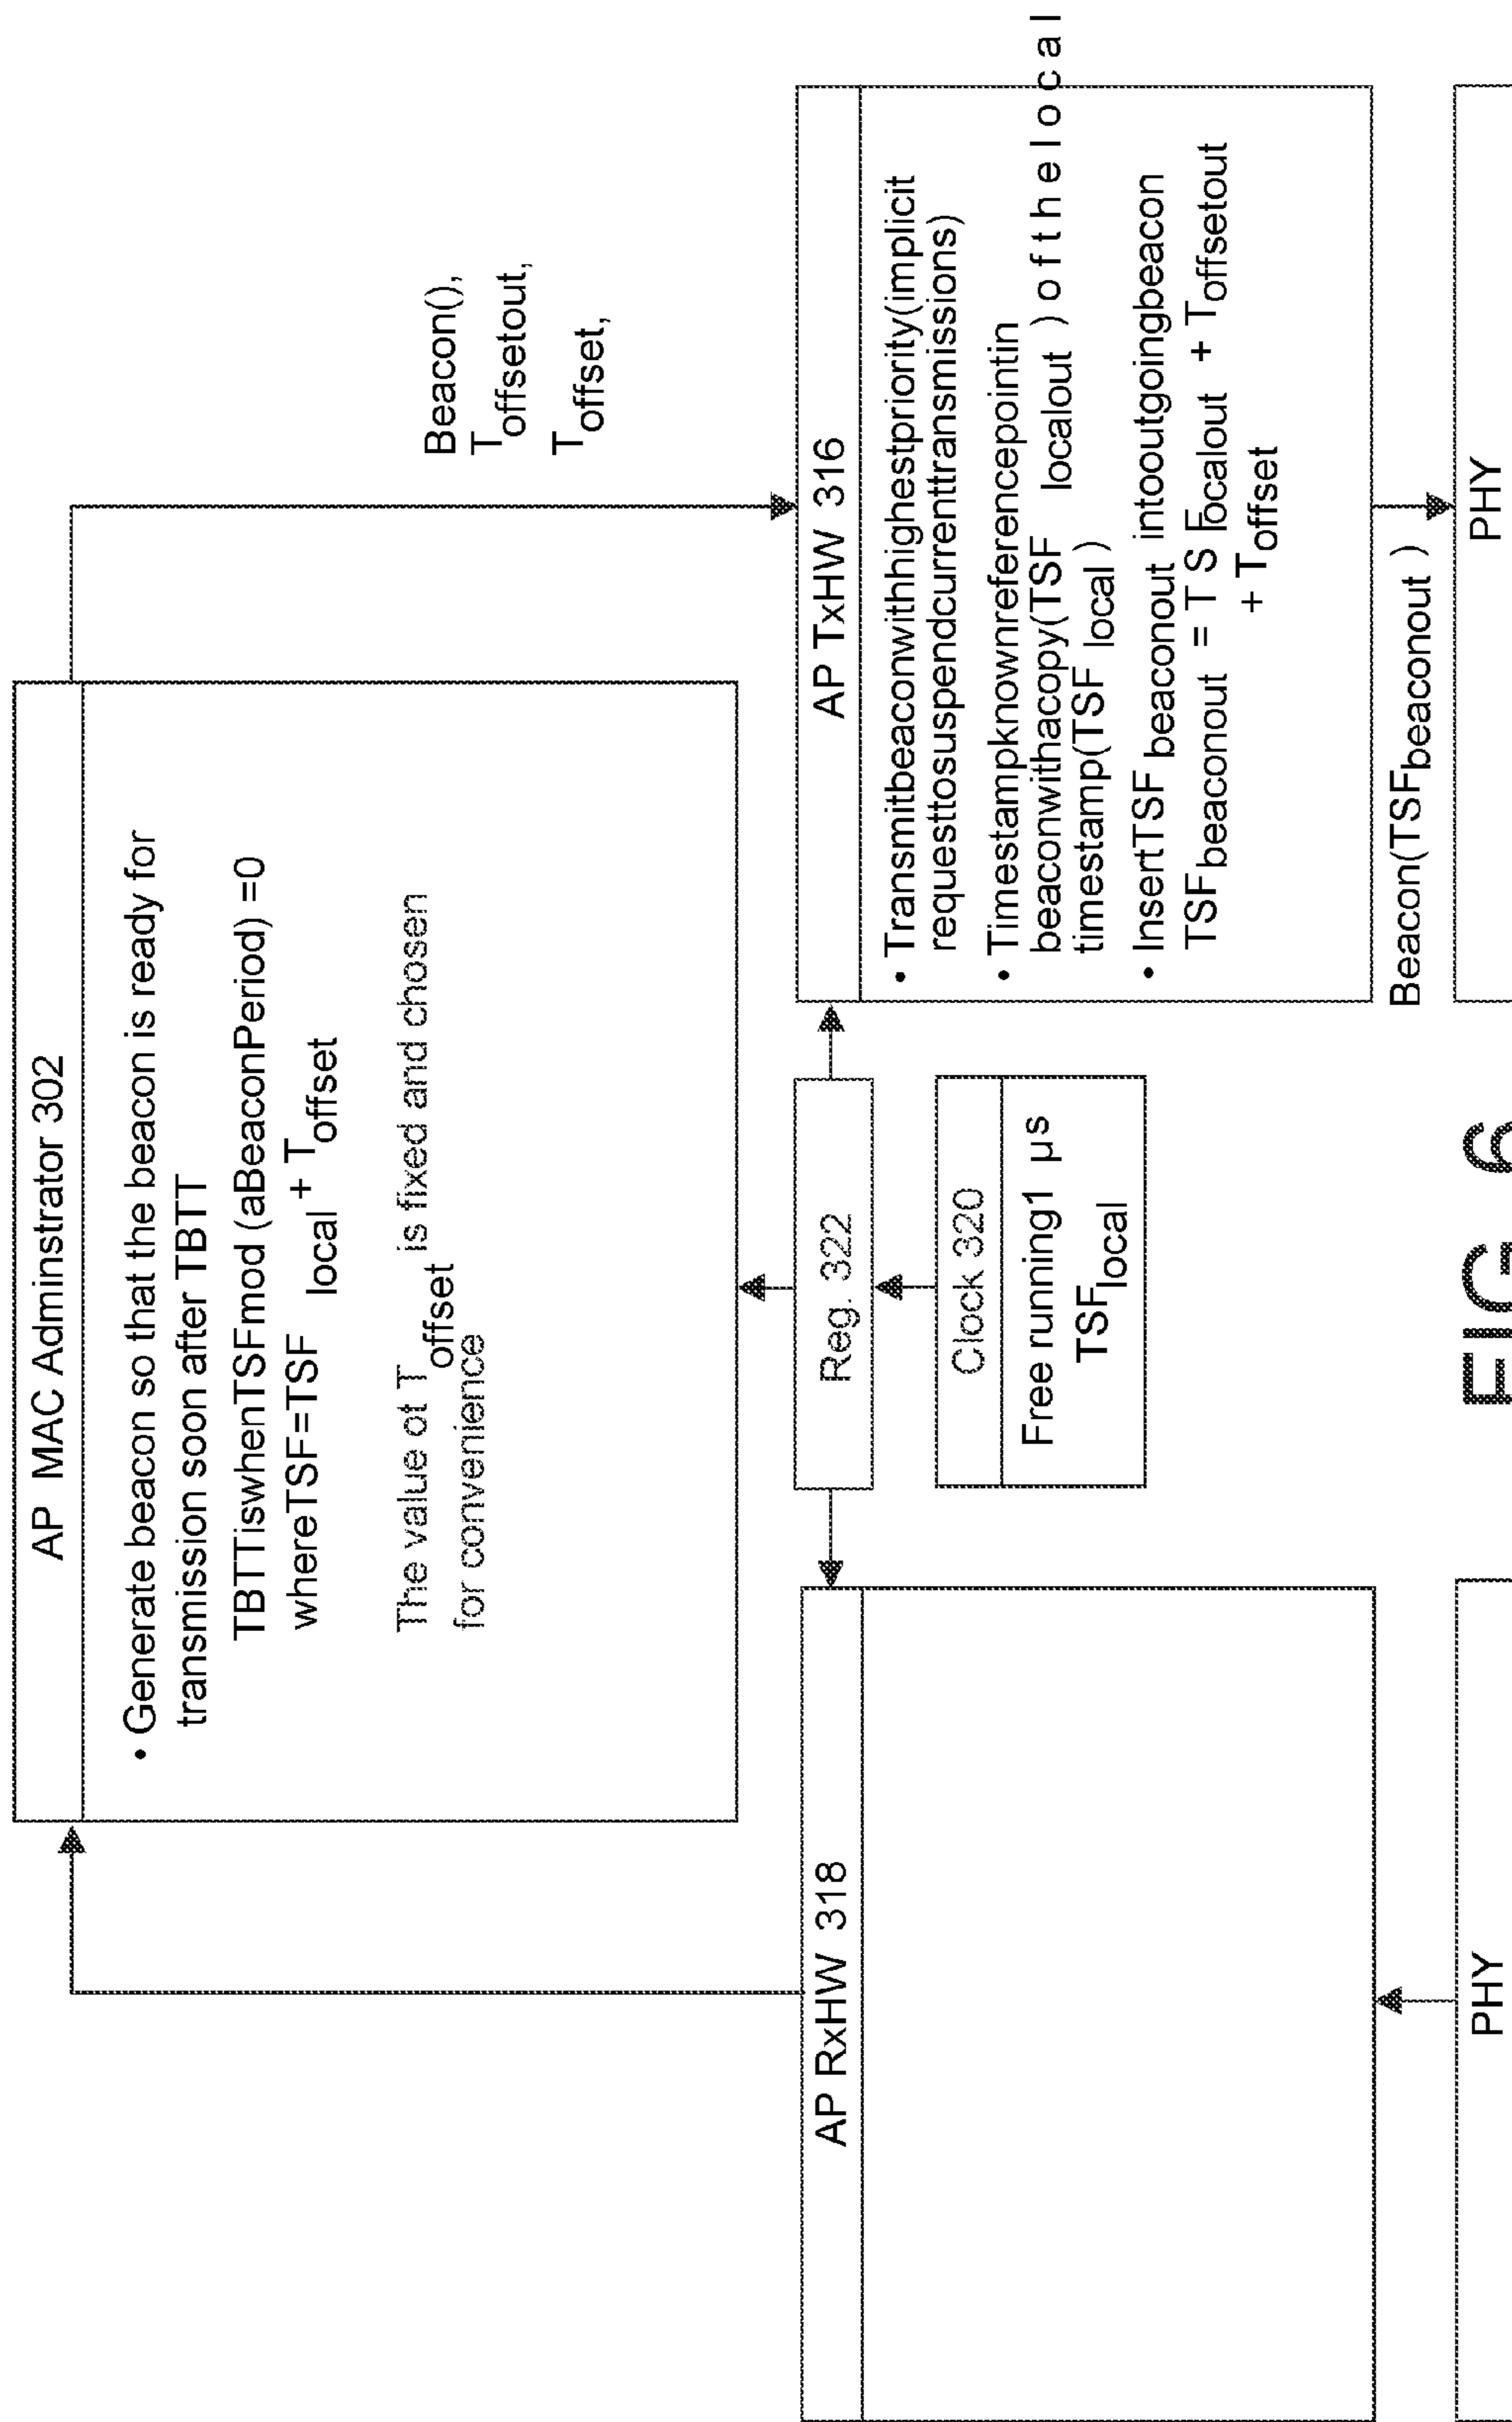 AP MAC Adminstrator 302
• Generate beacon so that the beacon is ready for
transmission soon after TBTT
TBTTiswhenTSFmod (aBeaconPeriod) =0
whereTSF=TSF local + Toffset
The value ot Toffset is fixed and chosen
for convenience
Beacon(),
Toffsetout,
Toffset,
AP RxHW 318
Reg. 322
Clock 320
Free running1 µs
TSFlocal
AP TxHW 316
• Transmitbeaconwithhighestpriority(implicit
requesttosuspendcurrenttransmissions)
• Timestampknownreferencepointin
beaconwithacopy(TSF localout ) o f t h e l o c a l
timestamp(TSF local )
• InsertTSF beaconout intooutgoingbeacon
TSFbeaconout = T S Flocalout + Toffsetout
+ Toffset
Beacon(TSFbeaconout )
PHY
PHY
FIG 6